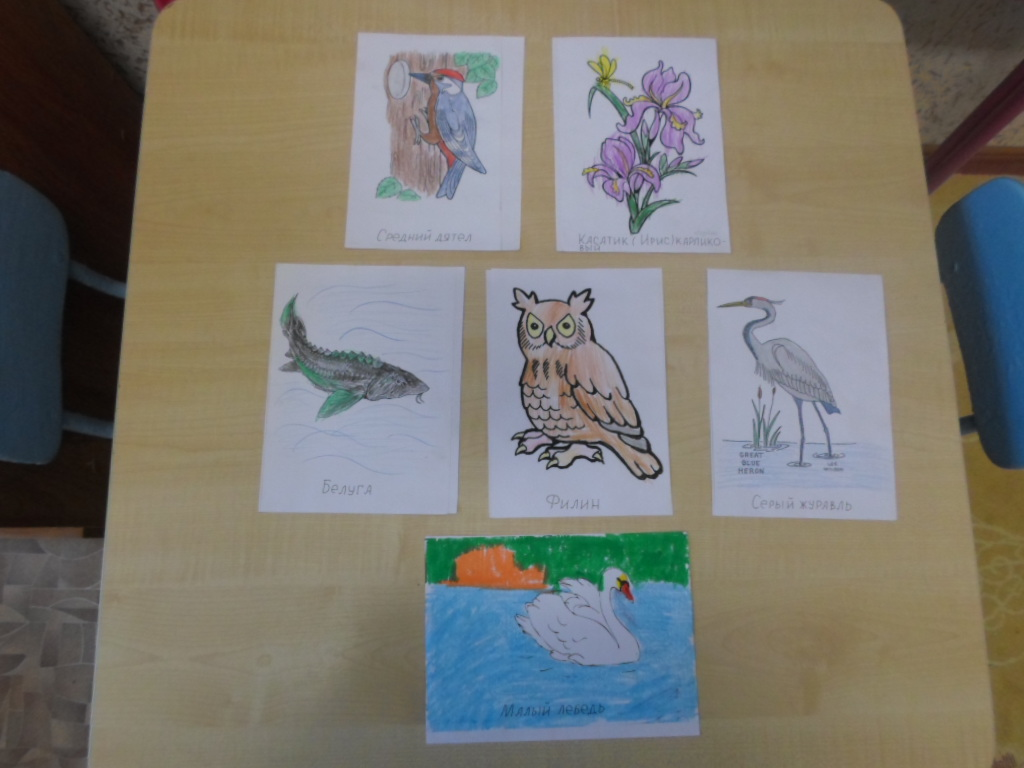 Средний дятел
Касатик (Ирис) карлико-
вый
Белуга
Филин
GREAT
BLUE
HERON
Серый журавль
Малый лебедь